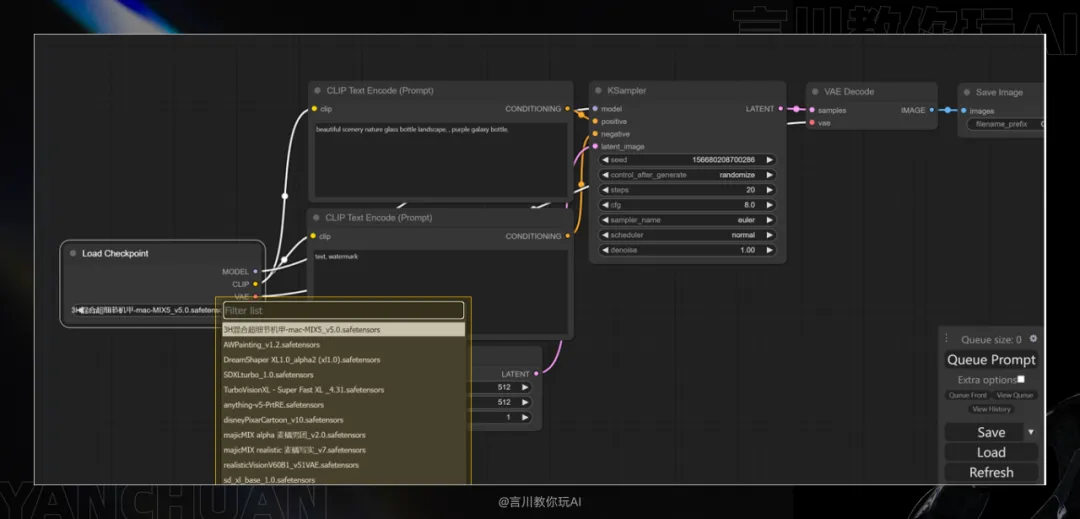 言川教你玩AI
CLIP Text Encode (Prompt)
clip
CONDITIONING
beautiful scenery nature glass bottle landscape, , purple galaxy bottle,
CLIP Text Encode (Prompt)
clip
CONDITIONING
text, watermark
KSampler
model
LATENT
positive
negative
latent_image
seed 156680208700286
control_after_generate randomize
steps 20
cfg 8.0
sampler_name euler
scheduler normal
denoise 1.00
VAE Decode
samples
IMAGE
vae
Save Image
images
filename_prefix
Load Checkpoint
MODEL
CLIP
VAE
3H混合超细节机甲-mac-MIX5_v5.0.safetenso
Filter list
3H混合超细节机甲-mac-MIX5_v5.0.safetensors
AWPainting_v1.2.safetensors
DreamShaper XL1.0_alpha2 (xl1.0).safetensors
SDXLturbo_1.0.safetensors
TurboVisionXL - Super Fast XL _4.31.safetensors
anything-v5-PrtRE.safetensors
disneyPixarCartoon_v10.safetensors
majicMIX alpha 麦橘男团_v2.0.safetensors
majicMIX realistic 麦橘写实_v7.safetensors
realisticVisionV60B1_v51VAE.safetensors
sd_xl_base_1.0.safetensors
LATENT
512
512
1
Queue size: 0
Queue Prompt
Extra options
Queue Front View Queue
View History
Save
Load
Refresh
YANCHUAN
@言川教你玩AI